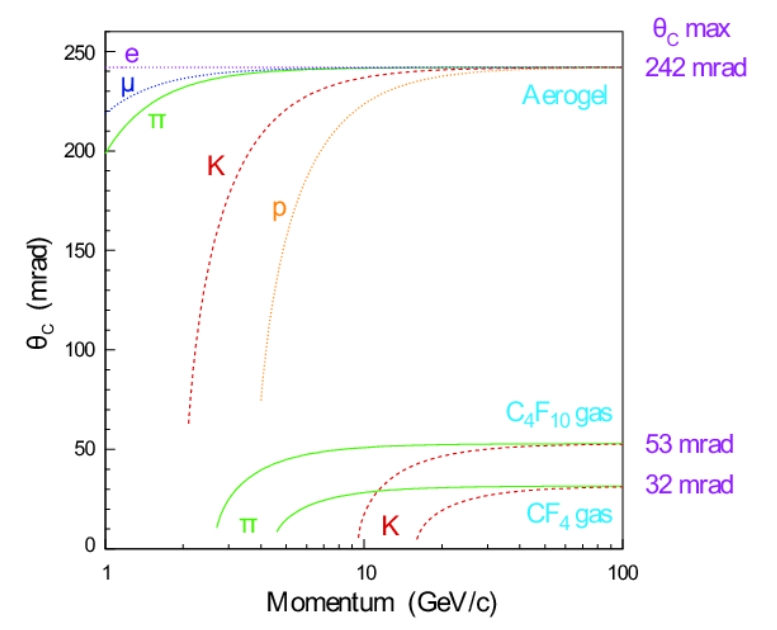 θC max
250
e
242 mrad
μ
Aerogel
π
200
K
p
150
θC (mrad)
100
C4F10 gas
50
53 mrad
32 mrad
π
K
CF4 gas
0
1
10
100
Momentum (GeV/c)